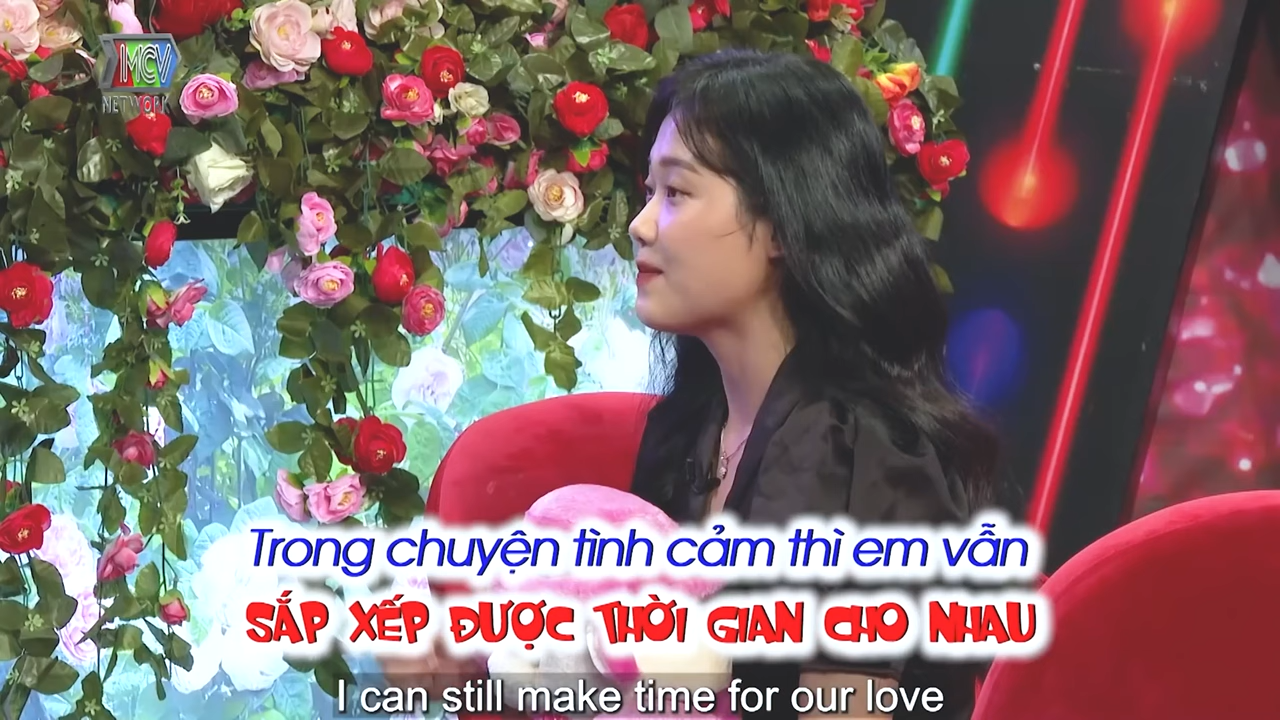 MCV
NETWORK
Trong chuyện tình cảm thì em vẫn
SẮP XẾP ĐƯỢC THỜI GIAN CHO NHAU
I can still make time for our love